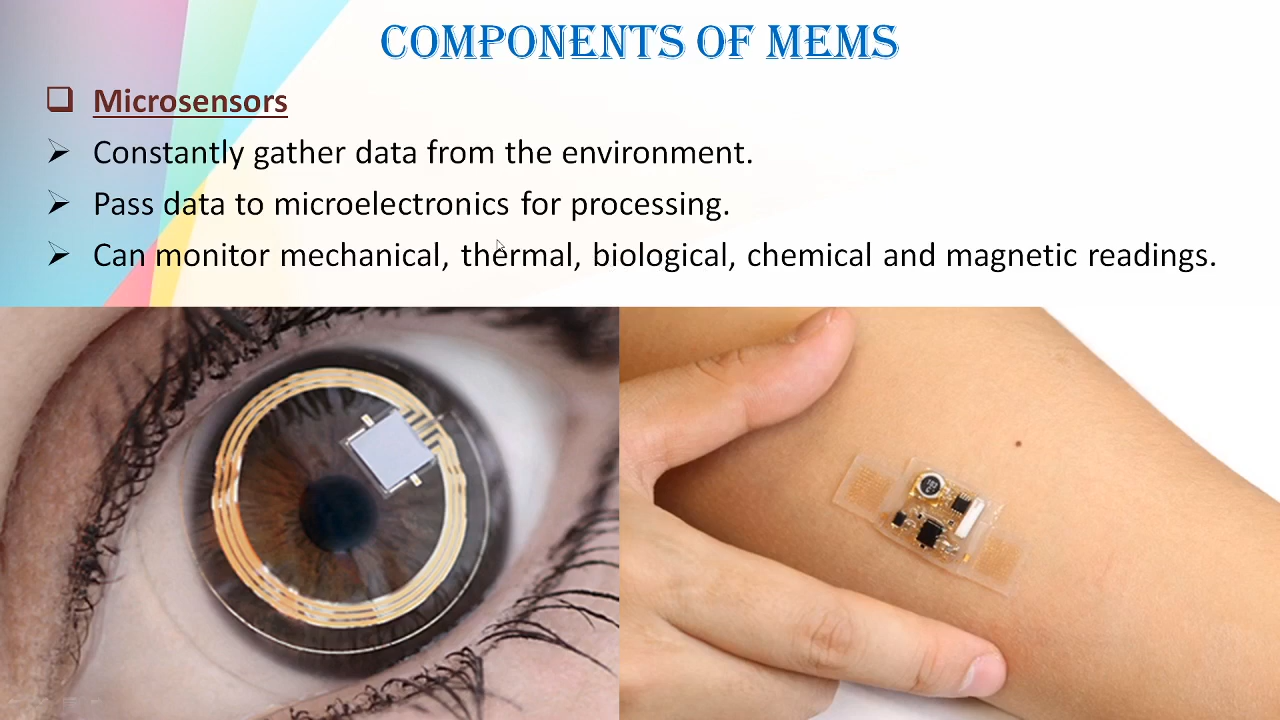 COMPONENTS OF MEMS
❑ Microsensors
➢ Constantly gather data from the environment.
➢ Pass data to microelectronics for processing.
➢ Can monitor mechanical, thermal, biological, chemical and magnetic readings.